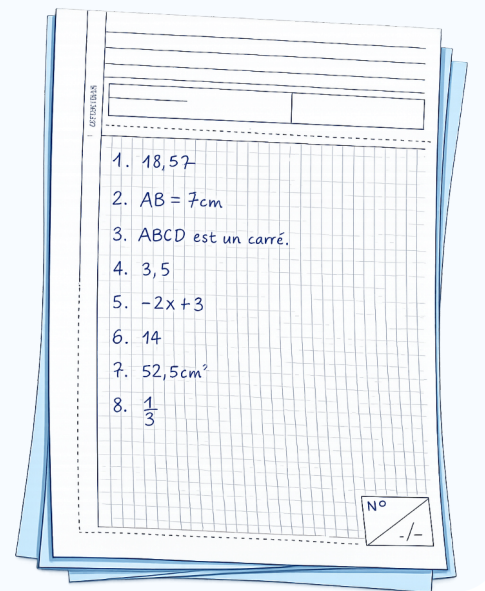 1. 18,57
2. AB = 7cm
3. ABCD est un carré.
4. 3,5
5. -2x + 3
6. 14
7. 52,5cm²
8. 1/3
N°
-/-